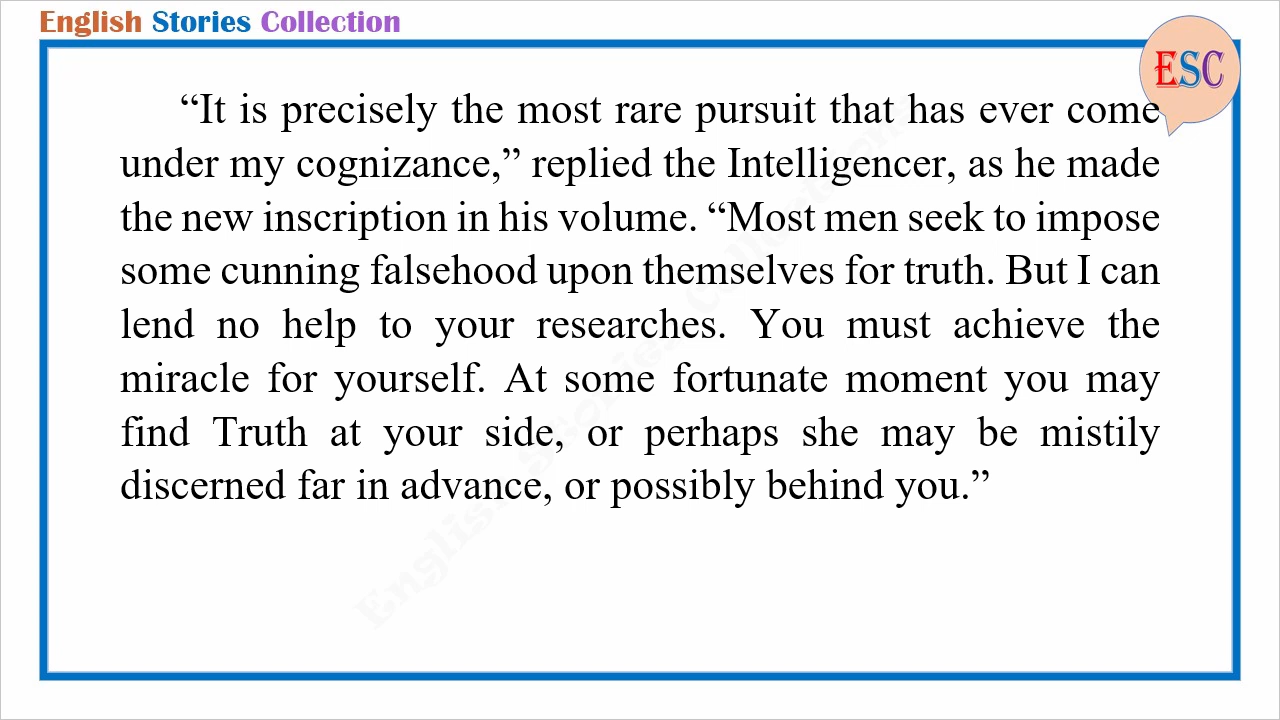 English Stories Collection
ESC
“It is precisely the most rare pursuit that has ever come
under my cognizance,” replied the Intelligencer, as he made
the new inscription in his volume. “Most men seek to impose
some cunning falsehood upon themselves for truth. But I can
lend no help to your researches. You must achieve the
miracle for yourself. At some fortunate moment you may
find Truth at your side, or perhaps she may be mistily
discerned far in advance, or possibly behind you.”
English Stories Collections